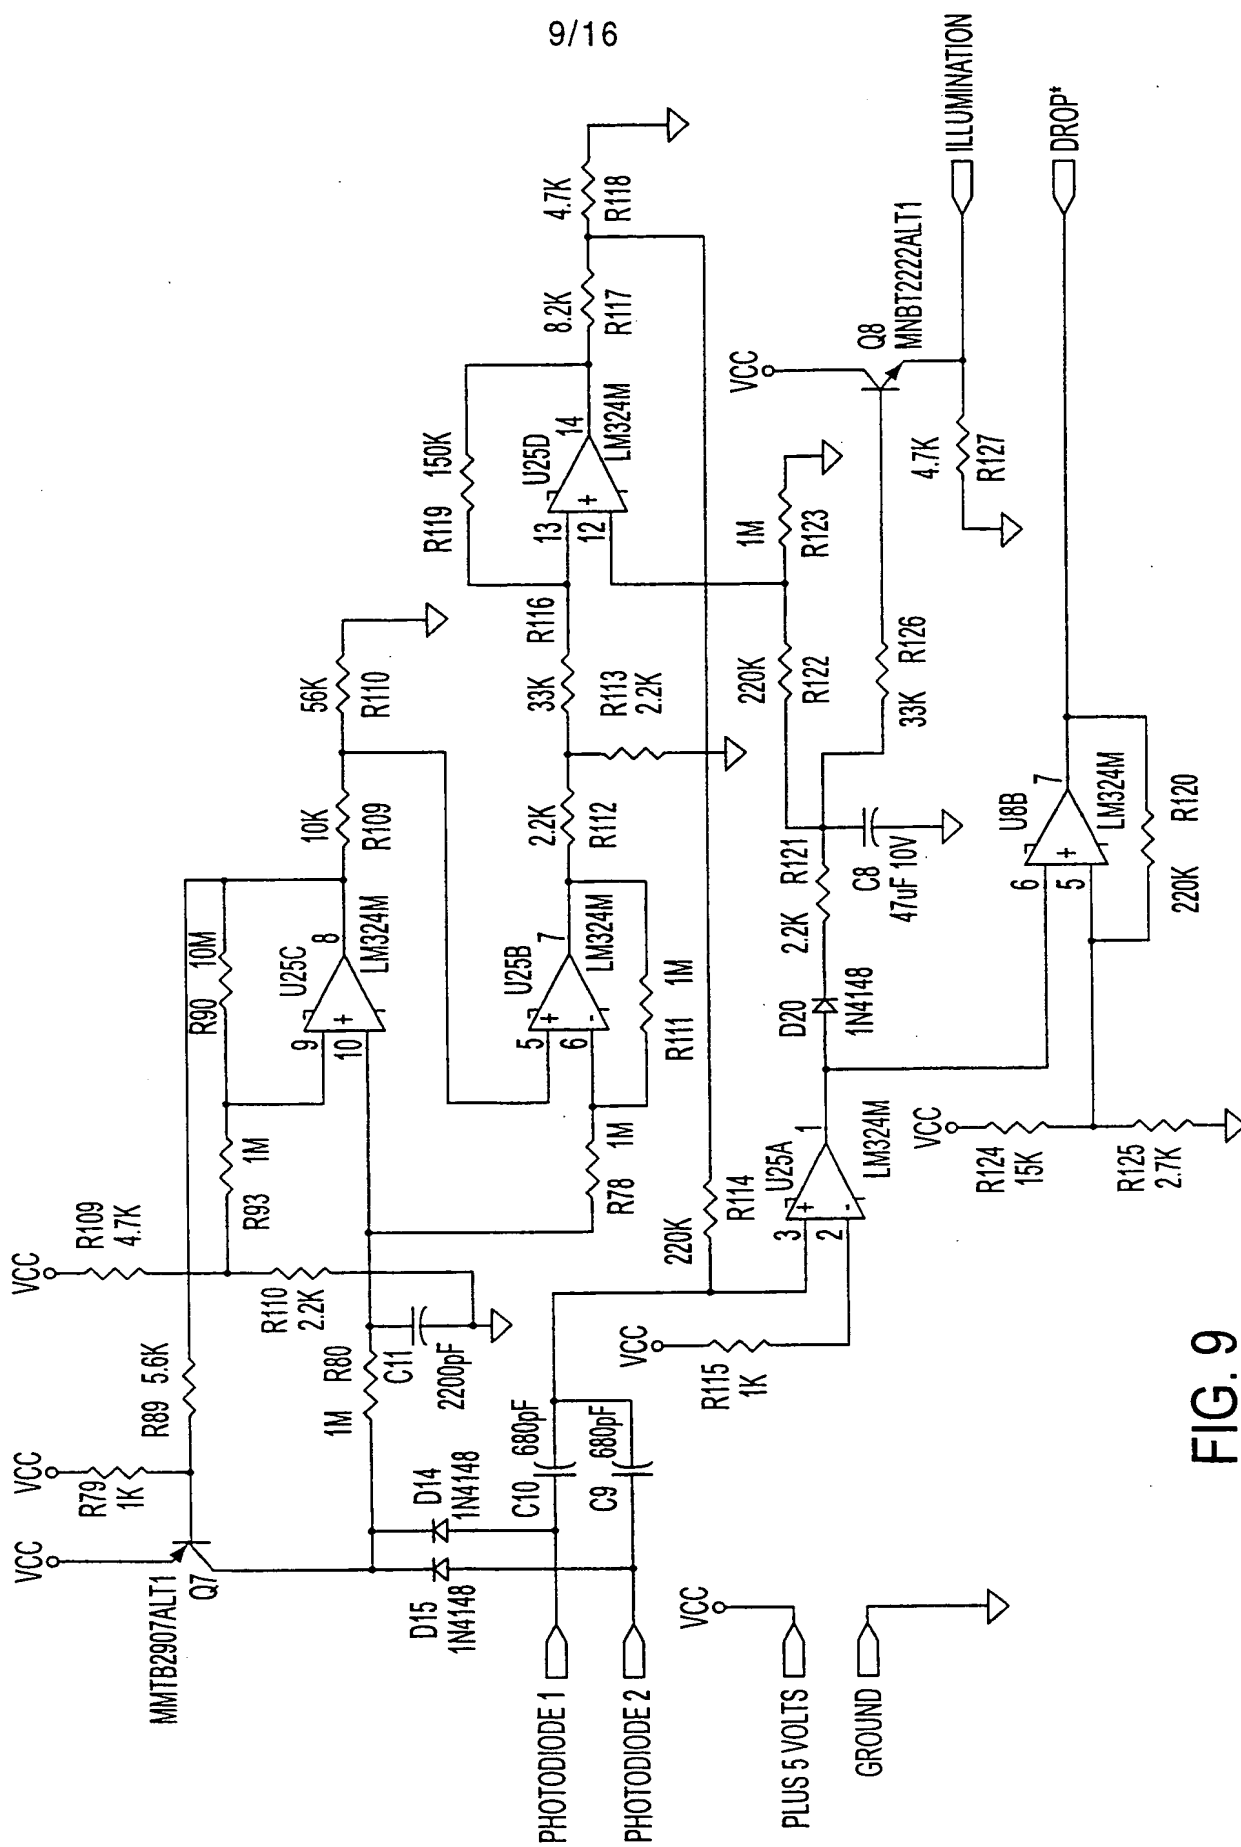 9/16
VCC
VCC
VCC
MMTB2907ALT1
Q7
R79
1K
R89 5.6K
R109
4.7K
R93
1M
R90
10M
R110
2.2K
U25C
9
10
8
+
LM324M
10K
R109
56K
R110
1M
R80
C11
2200pF
D14
1N4148
D15
1N4148
C10
680pF
C9
680pF
PHOTODIODE 1
PHOTODIODE 2
R78
1M
U25B
5
6
7
+
-
LM324M
R111
1M
2.2K
R112
33K
R116
R113
2.2K
R119
150K
U25D
13
12
14
+
LM324M
8.2K
R117
4.7K
R118
220K
R114
VCC
R115
1K
U25A
3
2
1
+
-
LM324M
D20
1N4148
2.2K
R121
C8
47uF 10V
220K
R122
1M
R123
33K
R126
VCC
Q8
MNBT2222ALT1
4.7K
R127
ILLUMINATION
VCC
PLUS 5 VOLTS
GROUND
VCC
R124
15K
R125
2.7K
U8B
6
5
7
+
LM324M
220K
R120
DROP*
FIG. 9